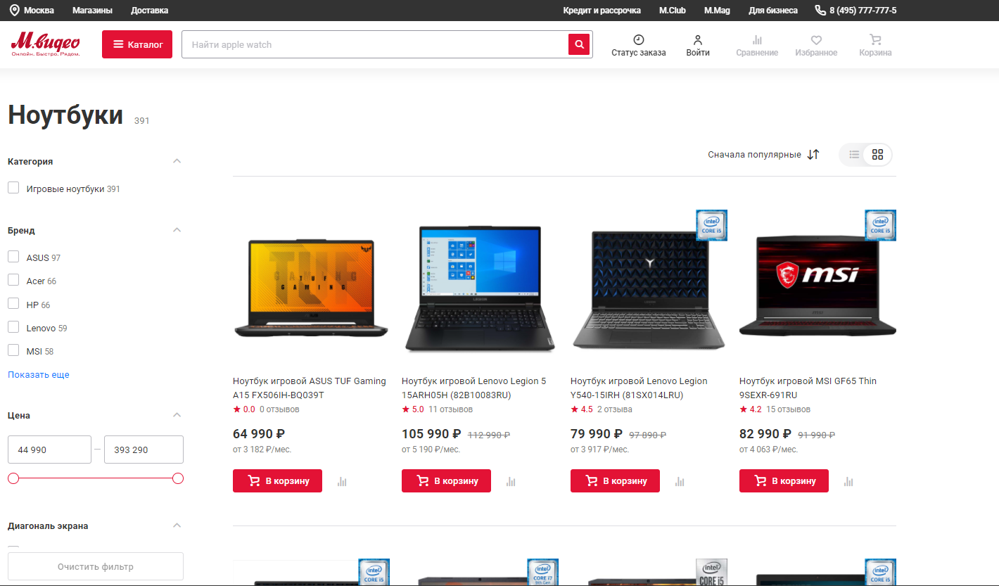 Москва Магазины Доставка Кредит и рассрочка M.Club M.Mag Для бизнеса 8 (495) 777-777-5
М.видео
Онлайн. Быстро. Рядом.
Каталог
Найти apple watch
Статус заказа Войти Сравнение Избранное Корзина
Ноутбуки 391
Сначала популярные
Категория
Игровые ноутбуки 391
Бренд
ASUS 97
Acer 66
HP 66
Lenovo 59
MSI 58
Показать еще
Цена
44 990 – 393 290
Диагональ экрана
Очистить фильтр
TUF
GAMING
TUF
GAMING
LEGION
Ноутбук игровой ASUS TUF Gaming
A15 FX506IH-BQ039T
0.0 0 отзывов
64 990 ₽
от 3 182 ₽/мес.
В корзину
Ноутбук игровой Lenovo Legion 5
15ARH05H (82B10083RU)
5.0 11 отзывов
105 990 ₽ 112 990 ₽
от 5 190 ₽/мес.
В корзину
intel
CORE i5
Ноутбук игровой Lenovo Legion
Y540-15IRH (81SX014LRU)
4.5 2 отзыва
79 990 ₽ 97 890 ₽
от 3 917 ₽/мес.
В корзину
intel
CORE i5
msi
Ноутбук игровой MSI GF65 Thin
9SEXR-691RU
4.2 15 отзывов
82 990 ₽ 91 990 ₽
от 4 063 ₽/мес.
В корзину
intel
CORE i5
intel
CORE i7
9th Gen
intel
CORE i5
intel
CORE i5